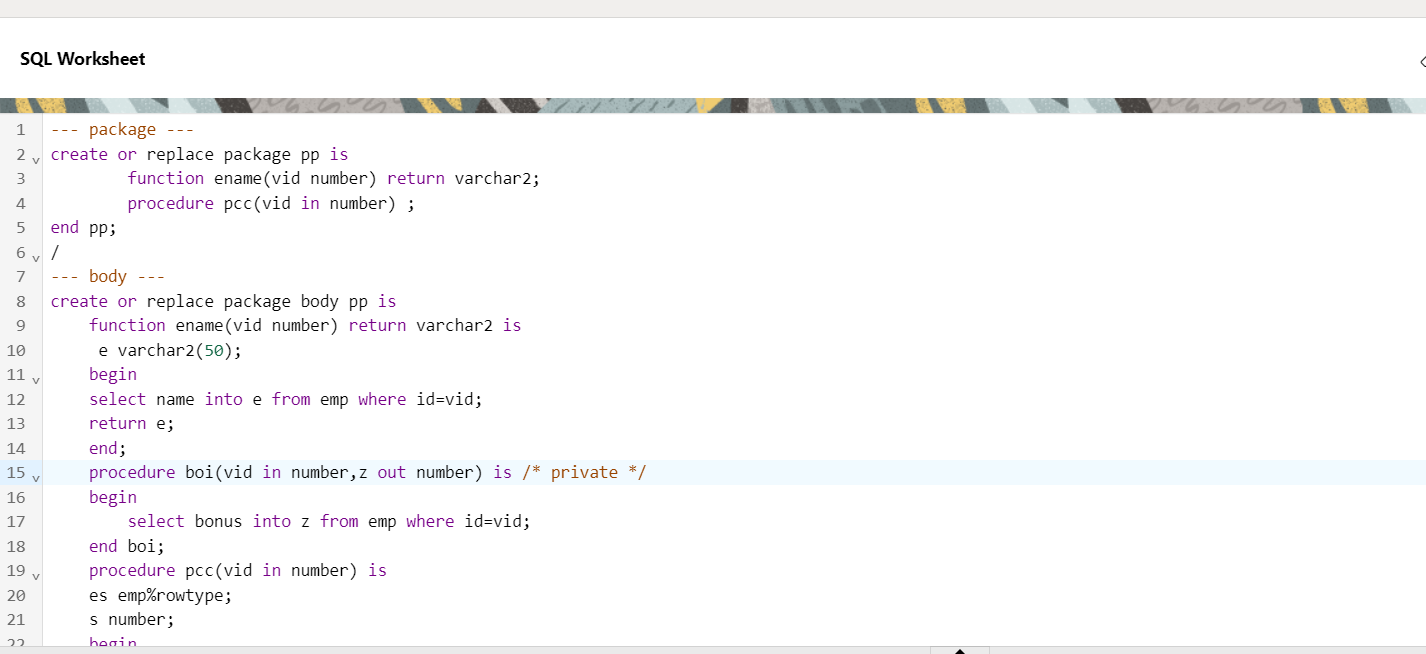 SQL Worksheet
1 --- package ---
2 create or replace package pp is
3 function ename(vid number) return varchar2;
4 procedure pcc(vid in number) ;
5 end pp;
6 /
7 --- body ---
8 create or replace package body pp is
9 function ename(vid number) return varchar2 is
10 e varchar2(50);
11 begin
12 select name into e from emp where id=vid;
13 return e;
14 end;
15 procedure boi(vid in number,z out number) is /* private */
16 begin
17 select bonus into z from emp where id=vid;
18 end boi;
19 procedure pcc(vid in number) is
20 es emp%rowtype;
21 s number;
22 begin